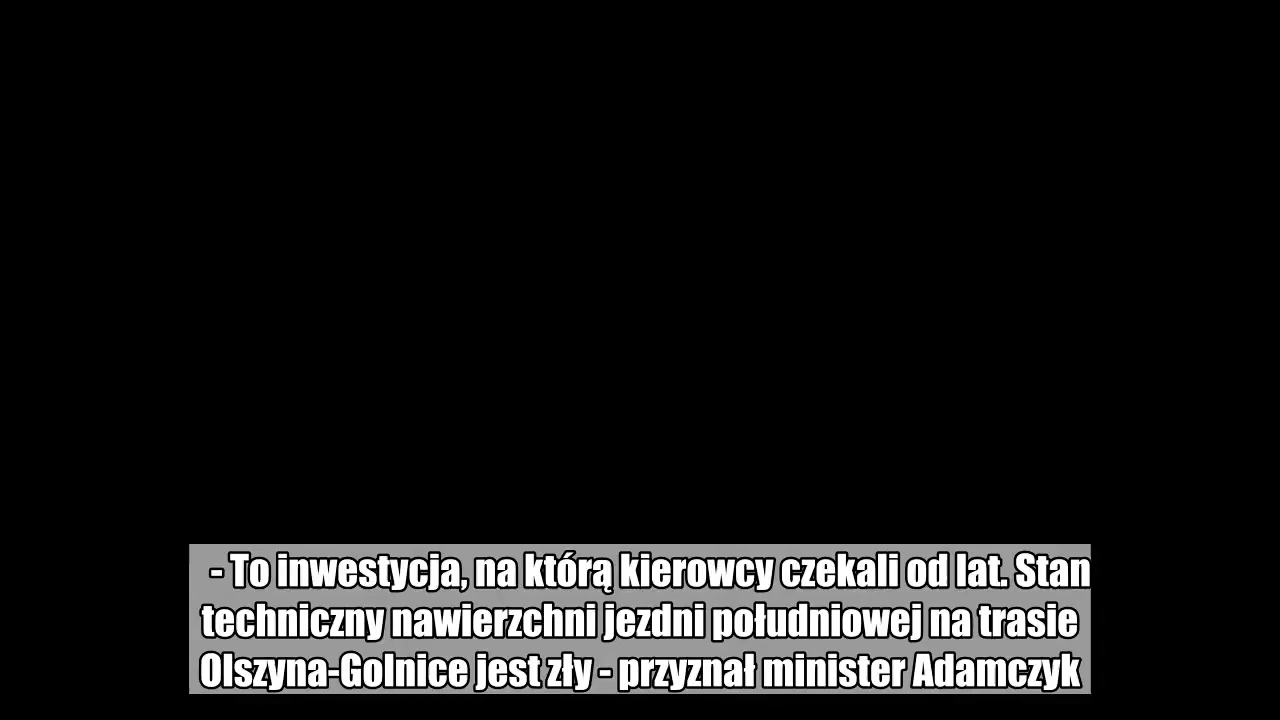 - To inwestycja, na którą kierowcy czekali od lat. Stan
techniczny nawierzchni jezdni południowej na trasie
Olszyna-Golnice jest zły - przyznał minister Adamczyk